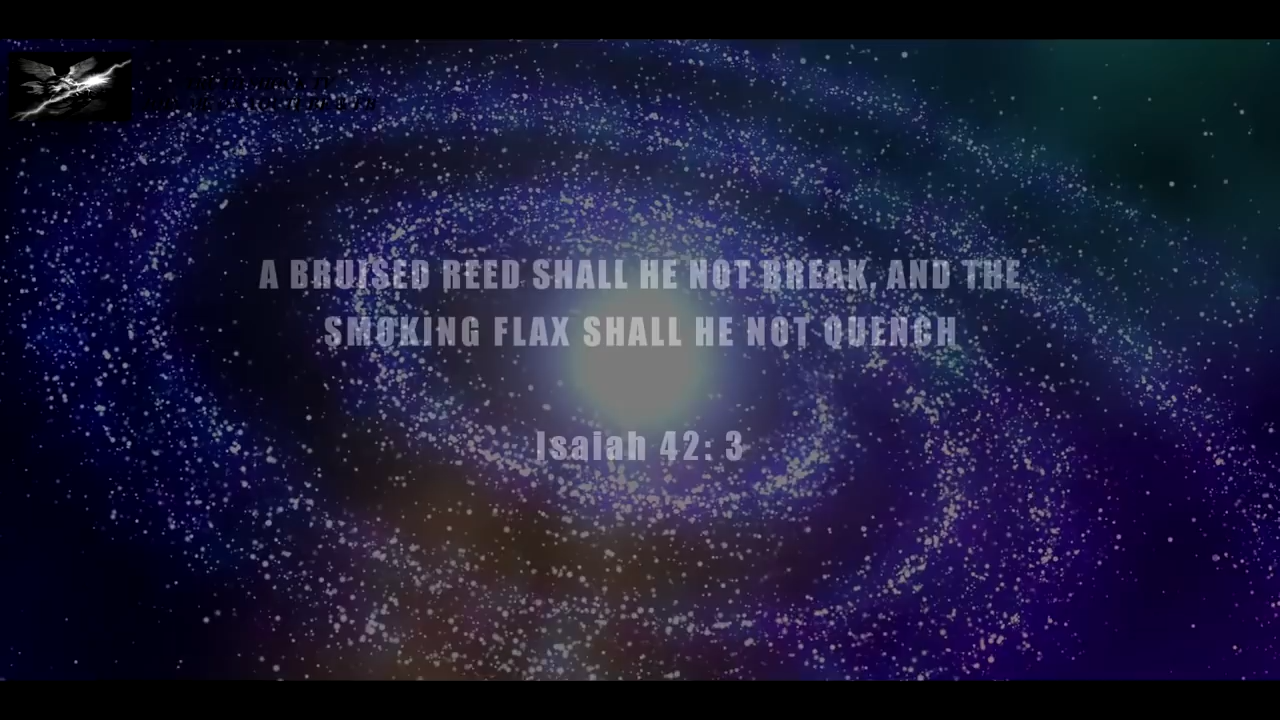 A BRUISED REED SHALL HE NOT BREAK, AND THE
SMOKING FLAX SHALL HE NOT QUENCH
Isaiah 42: 3